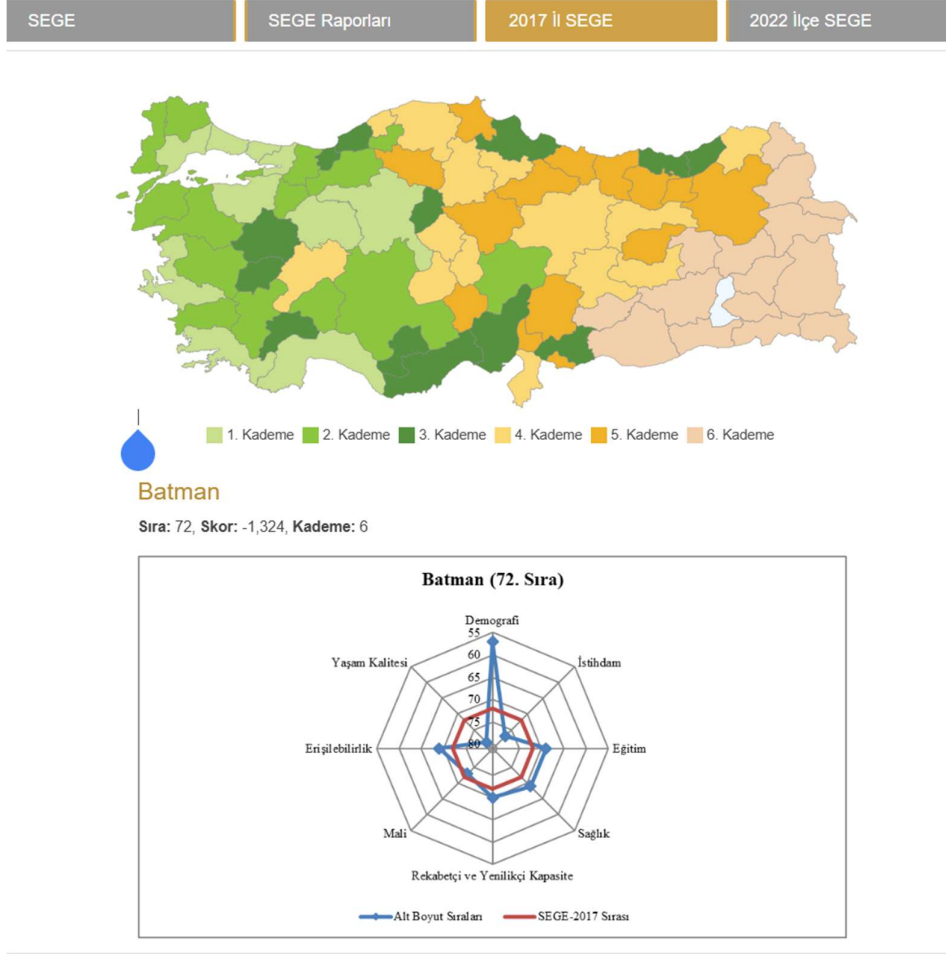 SEGE
SEGE Raporları
2017 İl SEGE
2022 İlçe SEGE
1. Kademe
2. Kademe
3. Kademe
4. Kademe
5. Kademe
6. Kademe
Batman
Sıra: 72, Skor: -1,324, Kademe: 6
Batman (72. Sıra)
Demografi
55
60
65
70
75
80
İstihdam
Eğitim
Sağlık
Rekabetçi ve Yenilikçi Kapasite
Mali
Erişilebilirlik
Yaşam Kalitesi
Alt Boyut Sıraları
SEGE-2017 Sırası